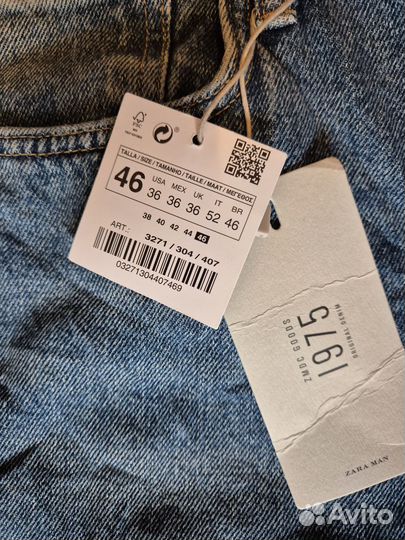 FSC
TALLA / SIZE / TAMANHO / TAILLE / MAAT / ΜΕΓΕΘΟΣ
46 USA MEX UK IT BR
36 36 36 52 46
38 40 42 44 46
ART.: 3271 / 304 / 407
03271304407469
ZMDC GOODS
1975
ORIGINAL DENIM
ZARA MAN
Avito